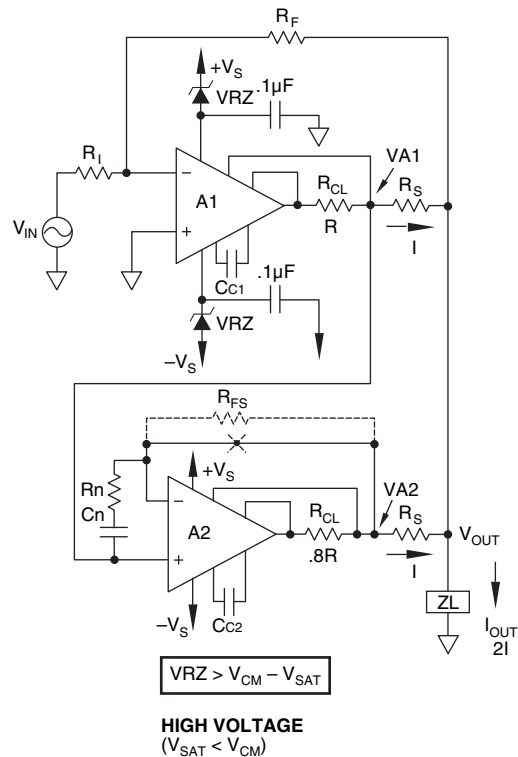 R_F
+V_S
VRZ
.1µF
R_I
VA1
−
A1
+
R_CL
R
R_S
V_IN
I
C_C1
.1µF
VRZ
−V_S
R_FS
+V_S
Rn
Cn
−
A2
+
R_CL
.8R
VA2
R_S
V_OUT
I
C_C2
−V_S
ZL
I_OUT
2I
VRZ > V_CM – V_SAT
HIGH VOLTAGE
(V_SAT < V_CM)